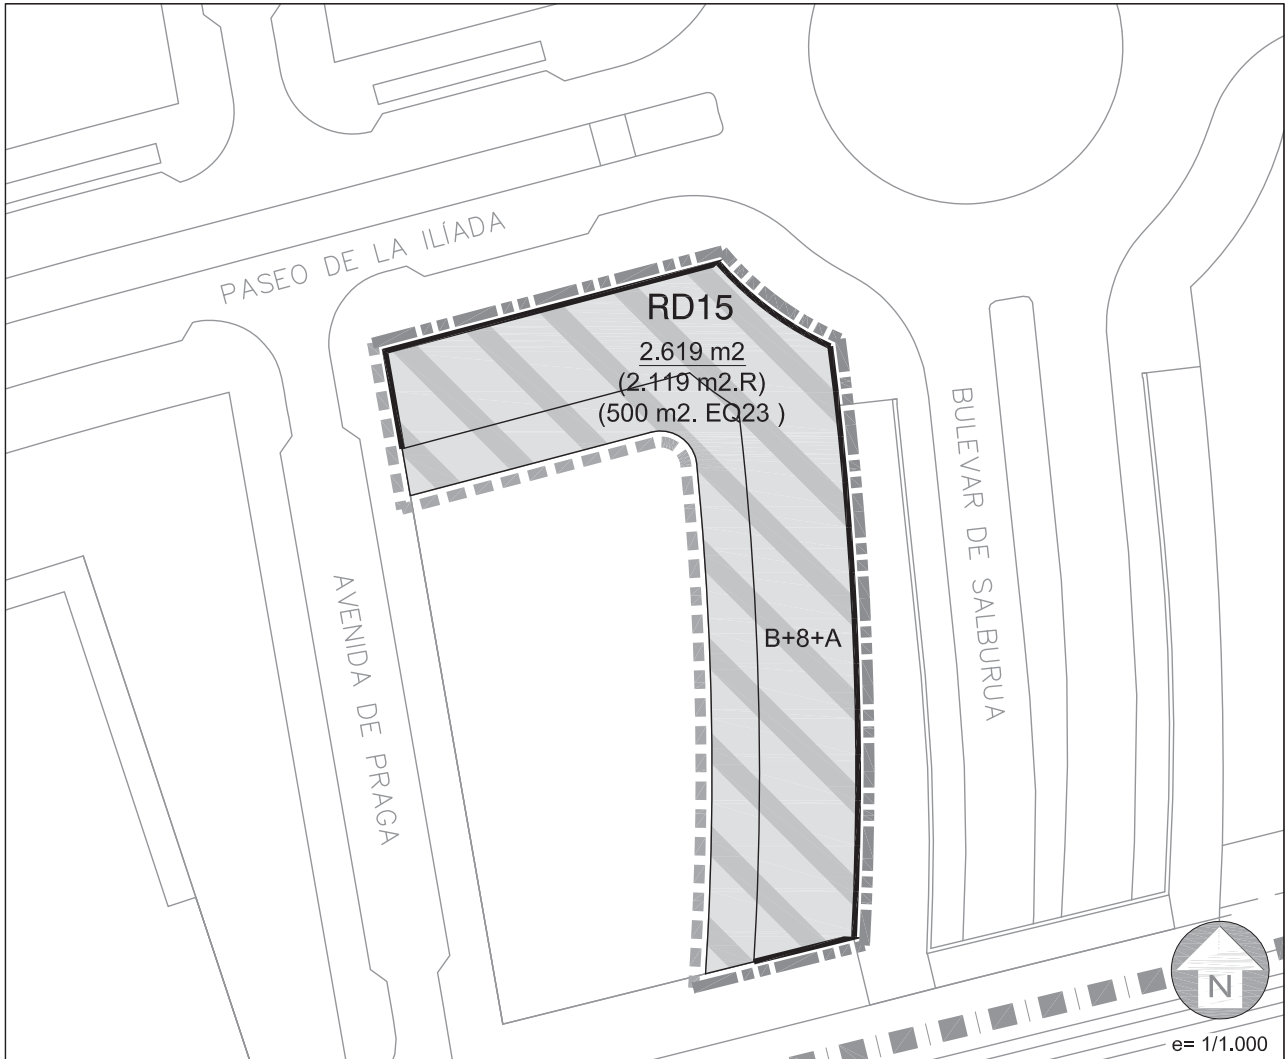 PASEO DE LA ILÍADA
RD15
2.619 m2
(2.119 m2.R)
(500 m2. EQ23 )
BULEVAR DE SALBURUA
AVENIDA DE PRAGA
B+8+A
N
e= 1/1.000